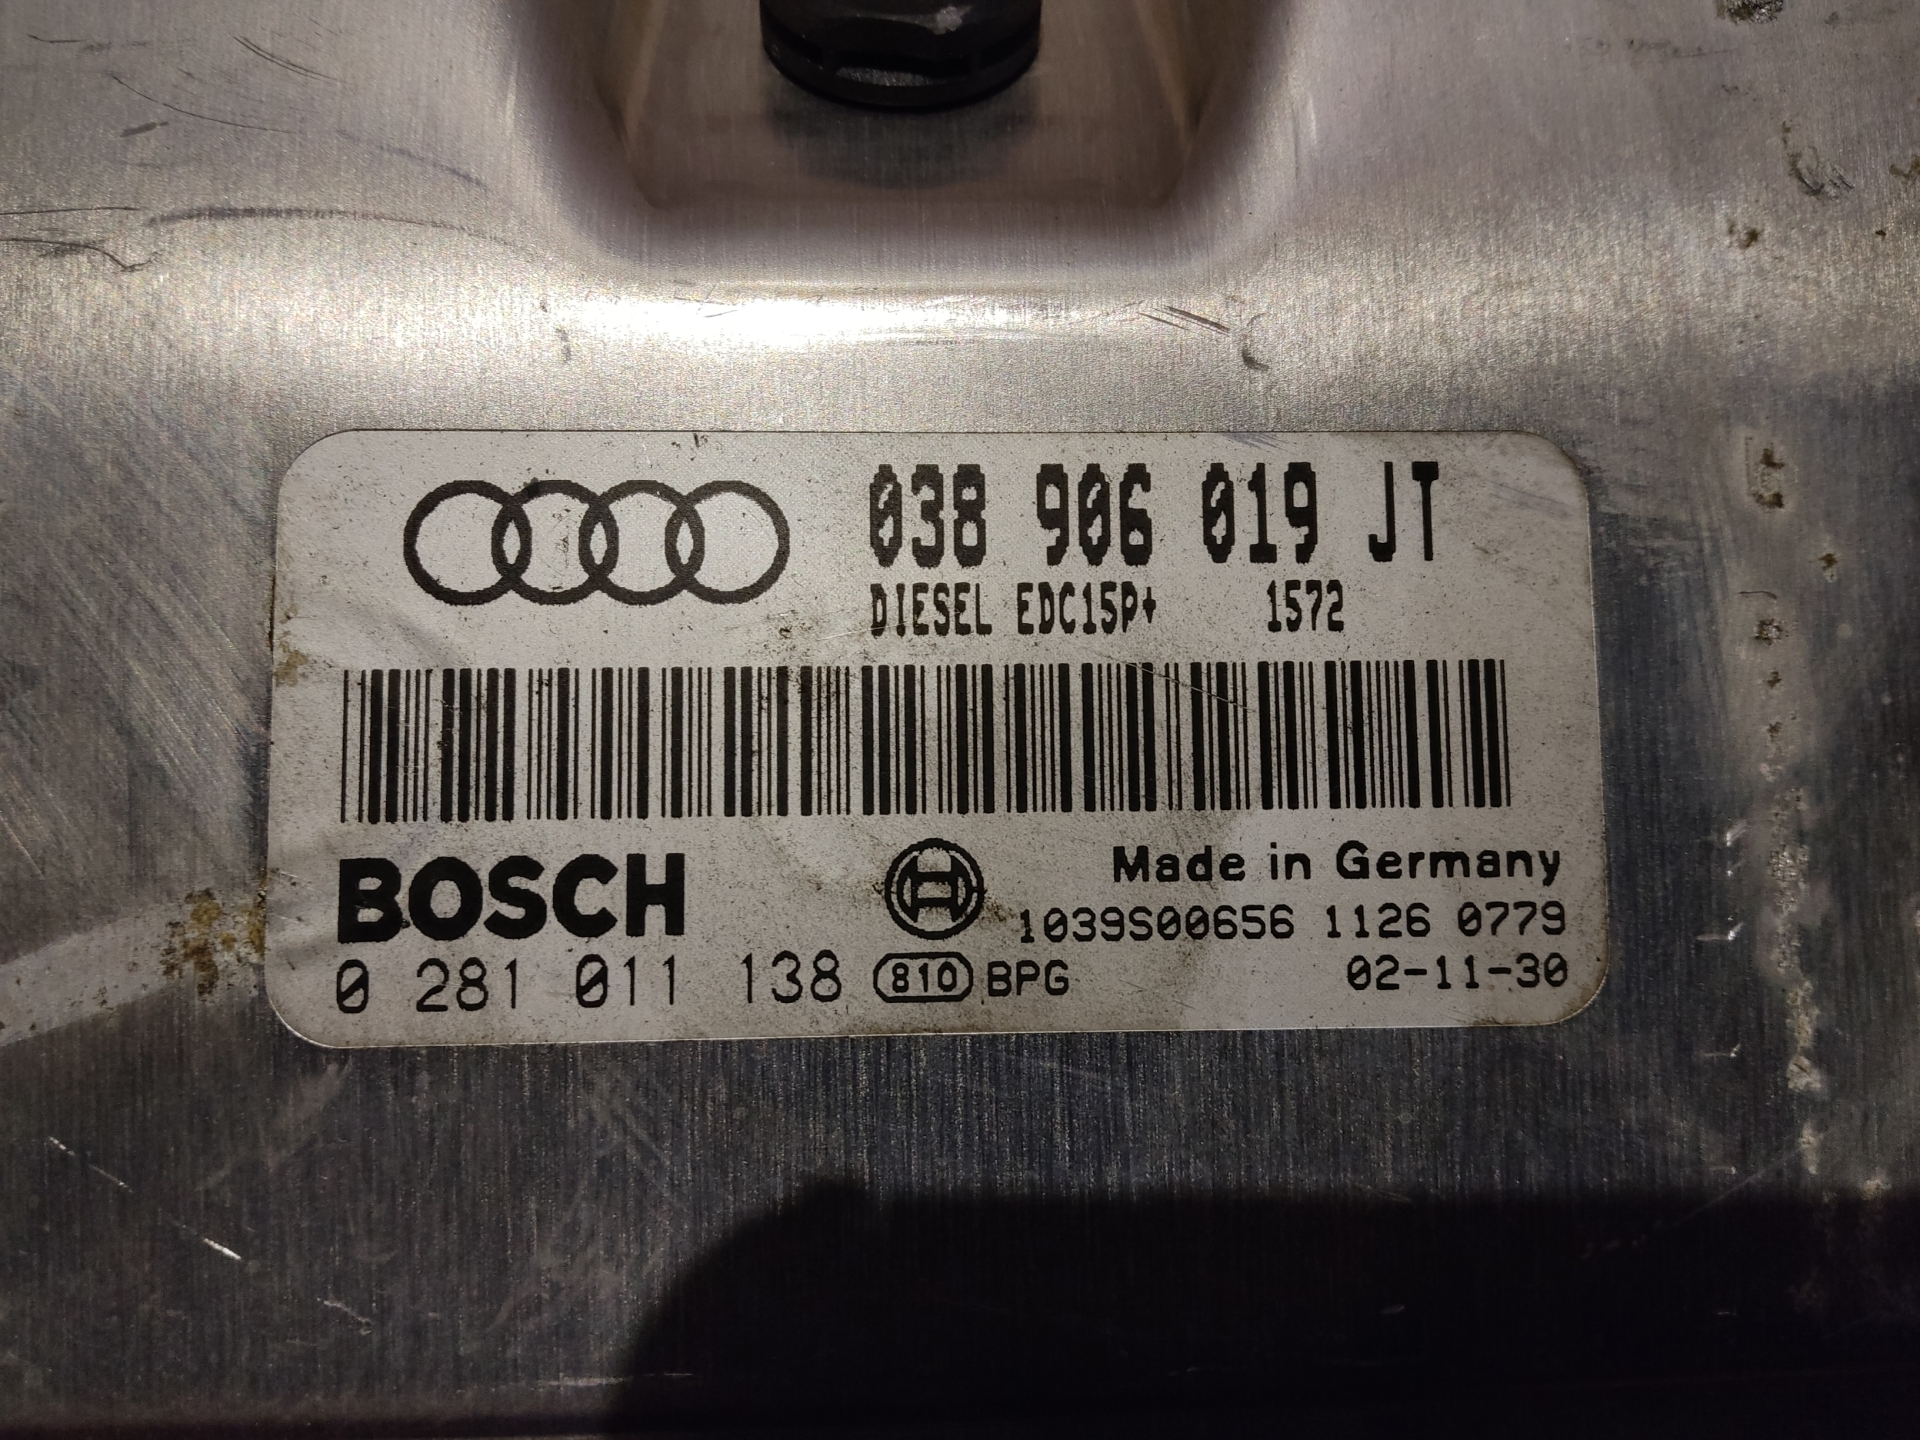 038 906 019 JT
DIESEL EDC15P+ 1572
BOSCH
Made in Germany
1039S00656 1126 0779
0 281 011 138 810 BPG 02-11-30